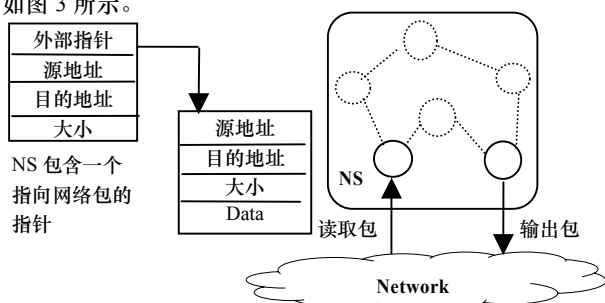 如图 3 所示。
外部指针
源地址
目的地址
大小
NS 包含一个
指向网络包的
指针
源地址
目的地址
大小
Data
NS
读取包
输出包
Network